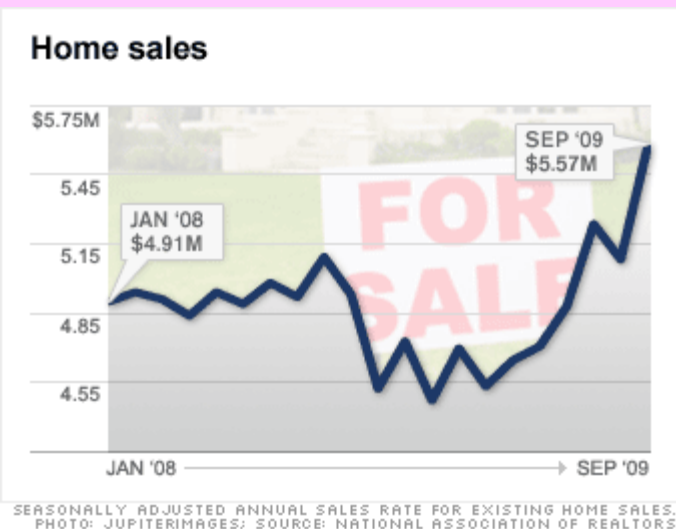 Home sales
$5.75M
SEP ‘09
$5.57M
5.45
JAN ‘08
$4.91M
5.15
FOR
SALE
4.85
4.55
JAN ‘08
SEP ‘09
SEASONALLY ADJUSTED ANNUAL SALES RATE FOR EXISTING HOME SALES.
PHOTO: JUPITERIMAGES; SOURCE: NATIONAL ASSOCIATION OF REALTORS